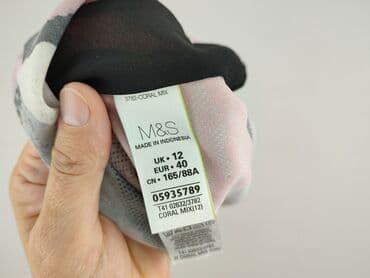 3782-CORAL MIX
M&S
MADE IN INDONESIA
UK • 12
EUR • 40
CN • 165/88A
05935789
T41 02632/3782
CORAL MIX(12)